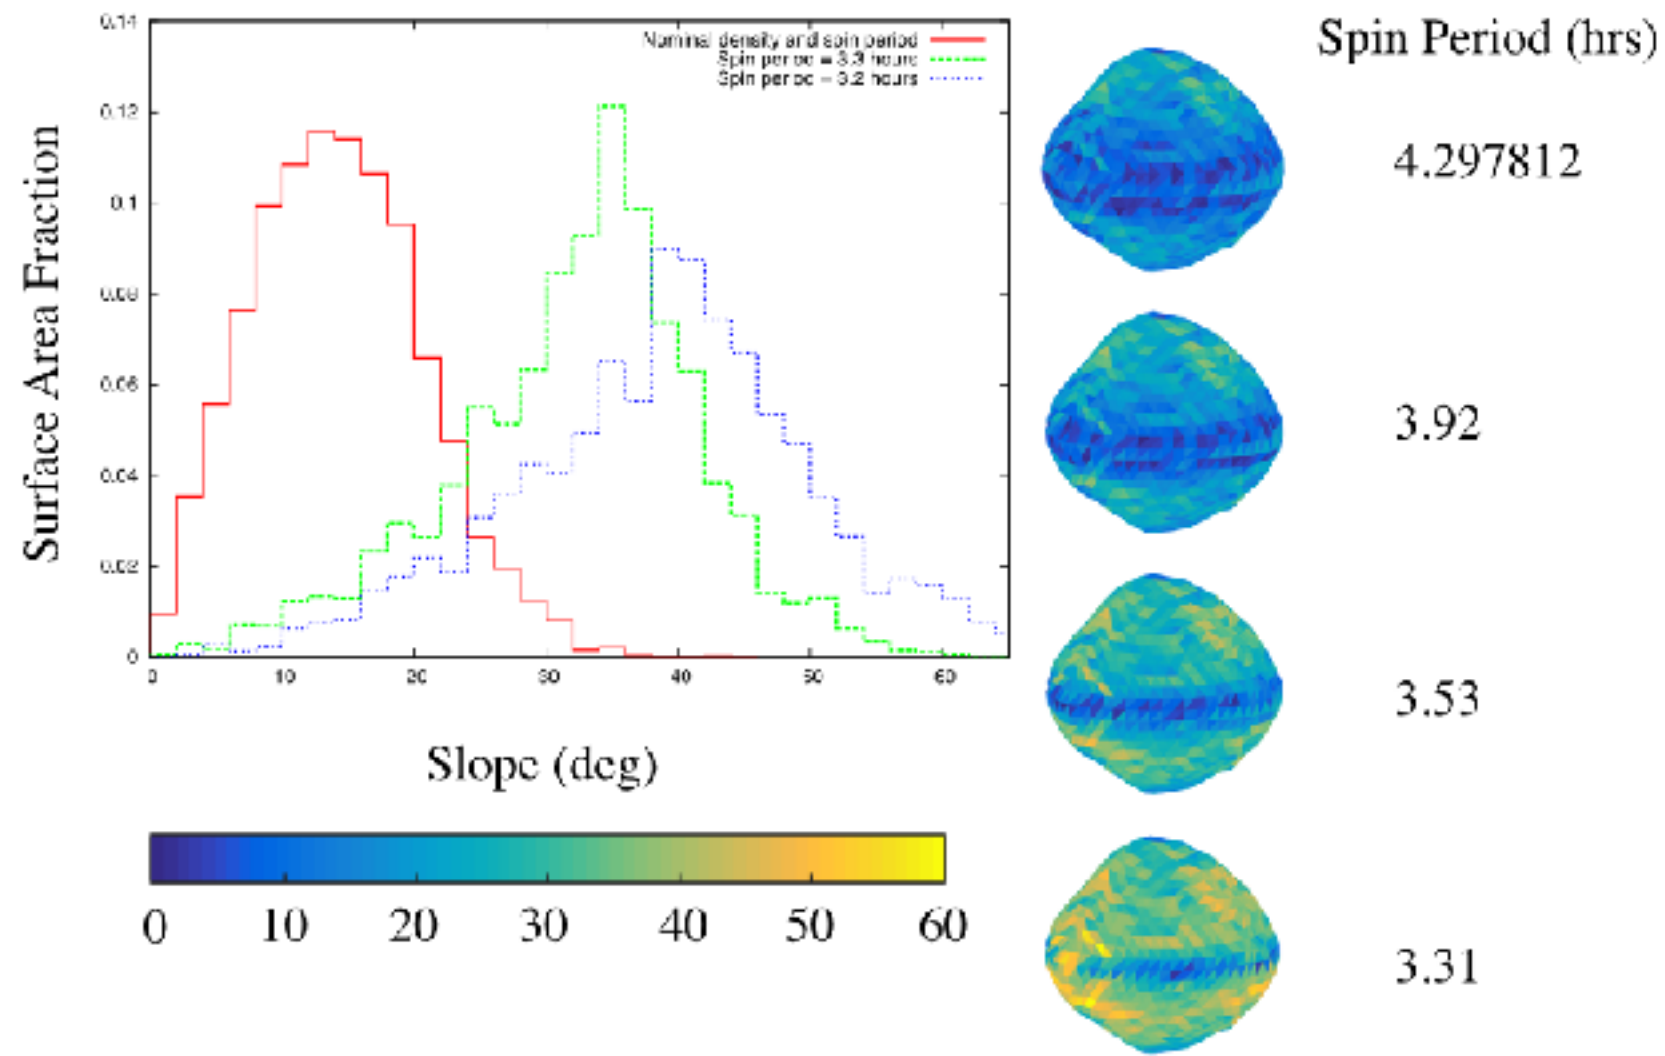 Spin Period (hrs)
0.14
Nominal density and spin period
Spin period = 3.3 hours
Spin period = 3.2 hours
0.12
0.1
0.08
0.06
0.04
0.02
0
Surface Area Fraction
0 10 20 30 40 50 60
Slope (deg)
0 10 20 30 40 50 60
4.297812
3.92
3.53
3.31